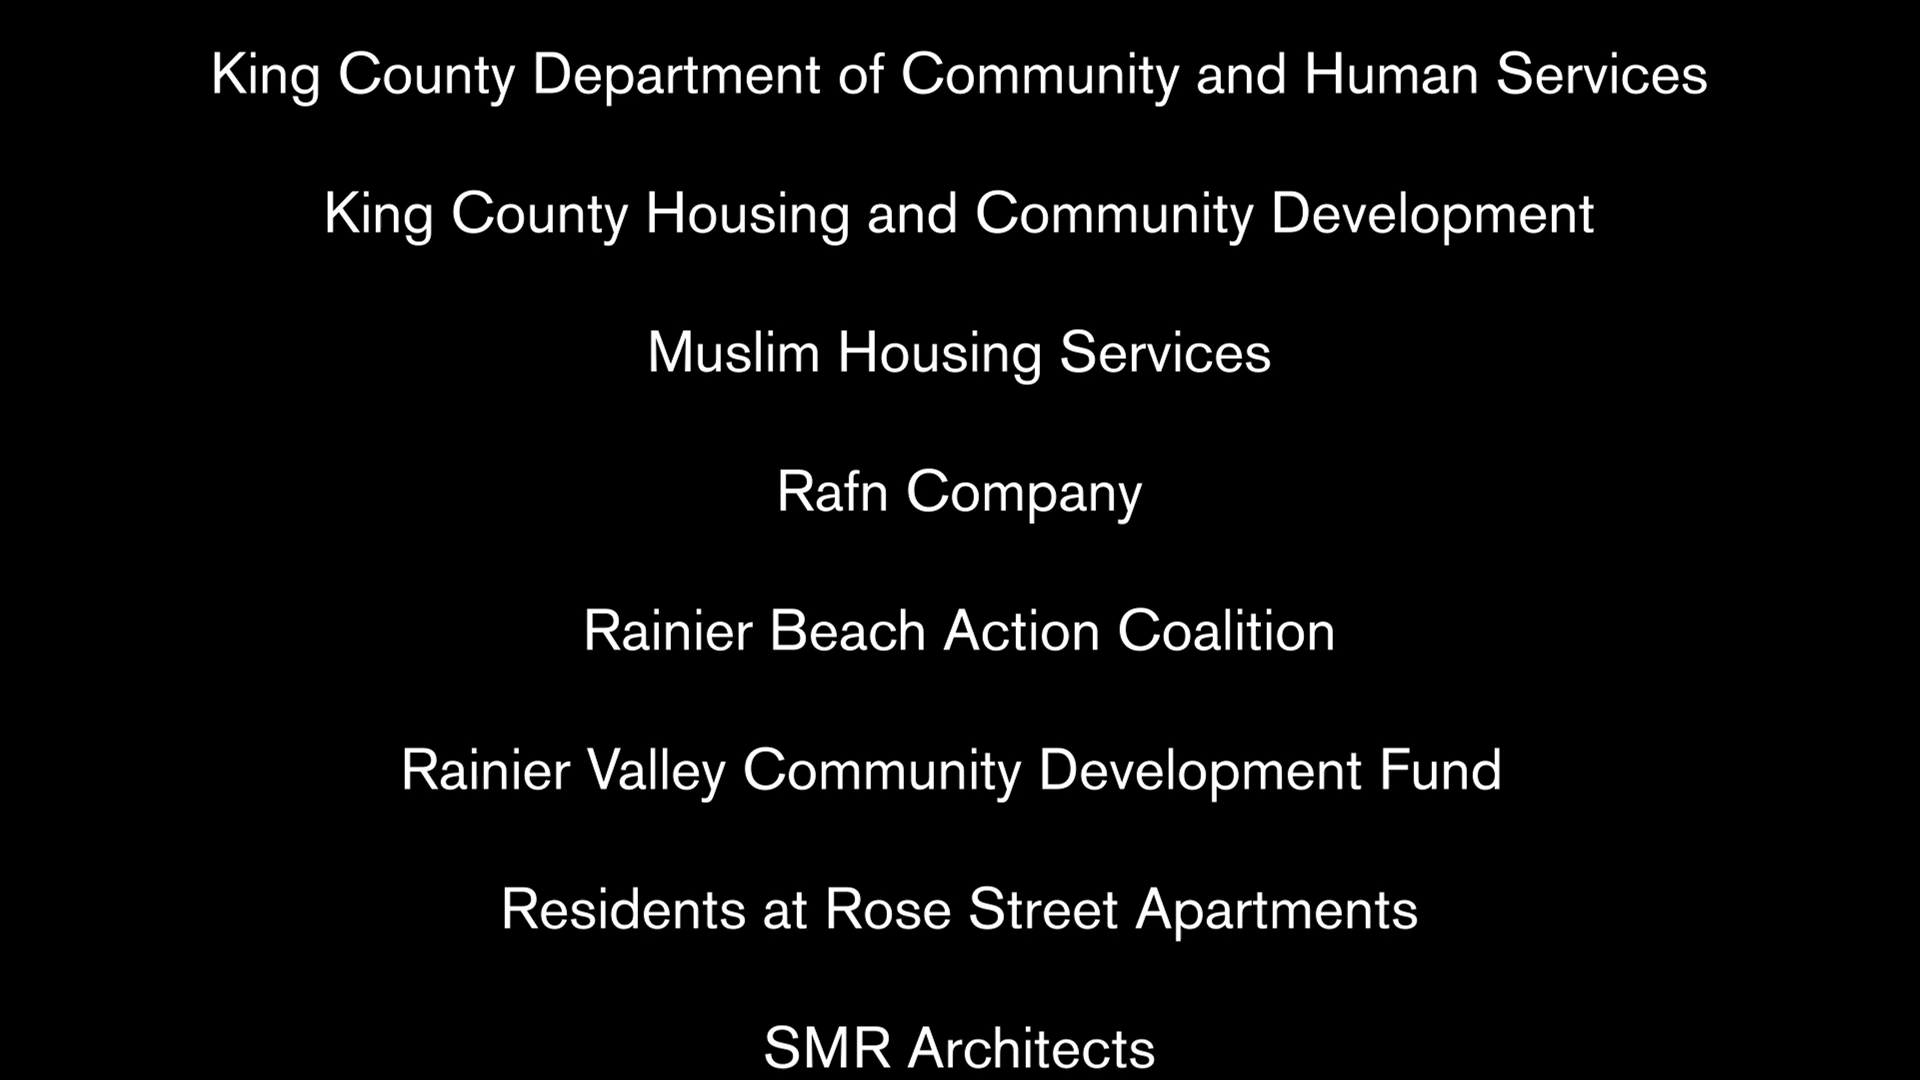 King County Department of Community and Human Services
King County Housing and Community Development
Muslim Housing Services
Rafn Company
Rainier Beach Action Coalition
Rainier Valley Community Development Fund
Residents at Rose Street Apartments
SMR Architects